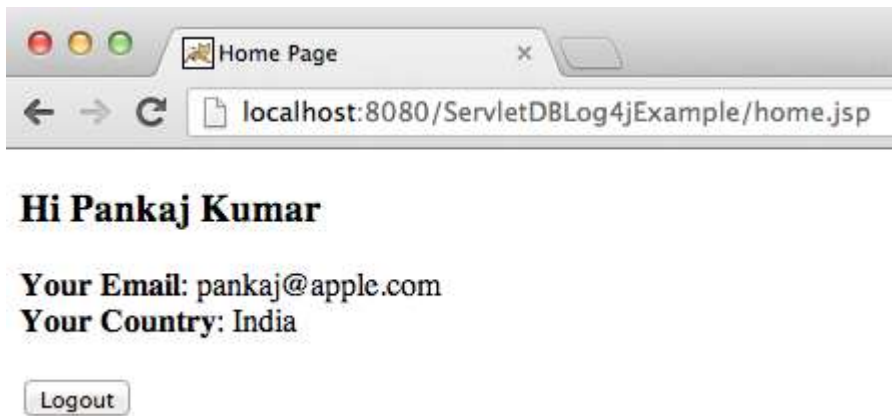 Home Page
localhost:8080/ServletDBLog4jExample/home.jsp
Hi Pankaj Kumar
Your Email: pankaj@apple.com
Your Country: India
Logout